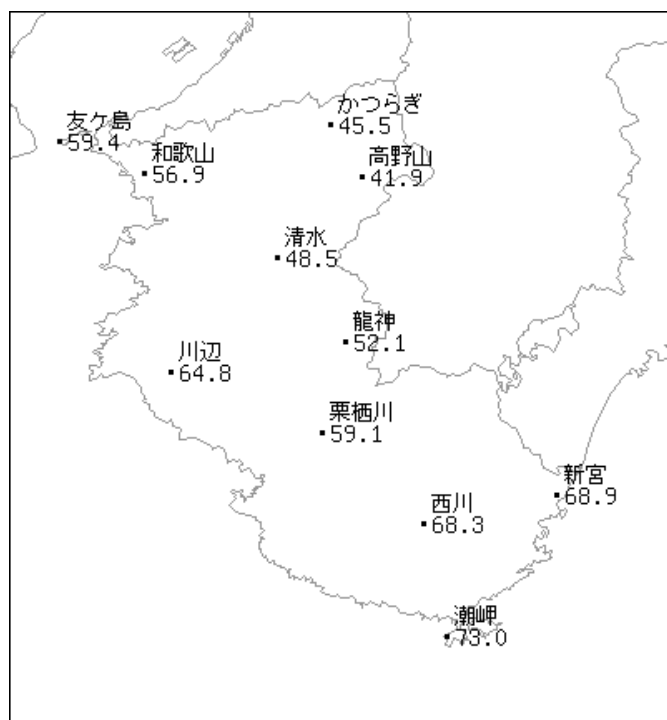 かつらぎ
45.5
友ケ島
59.4
和歌山
56.9
高野山
41.9
清水
48.5
龍神
52.1
川辺
64.8
栗栖川
59.1
新宮
68.9
西川
68.3
潮岬
73.0